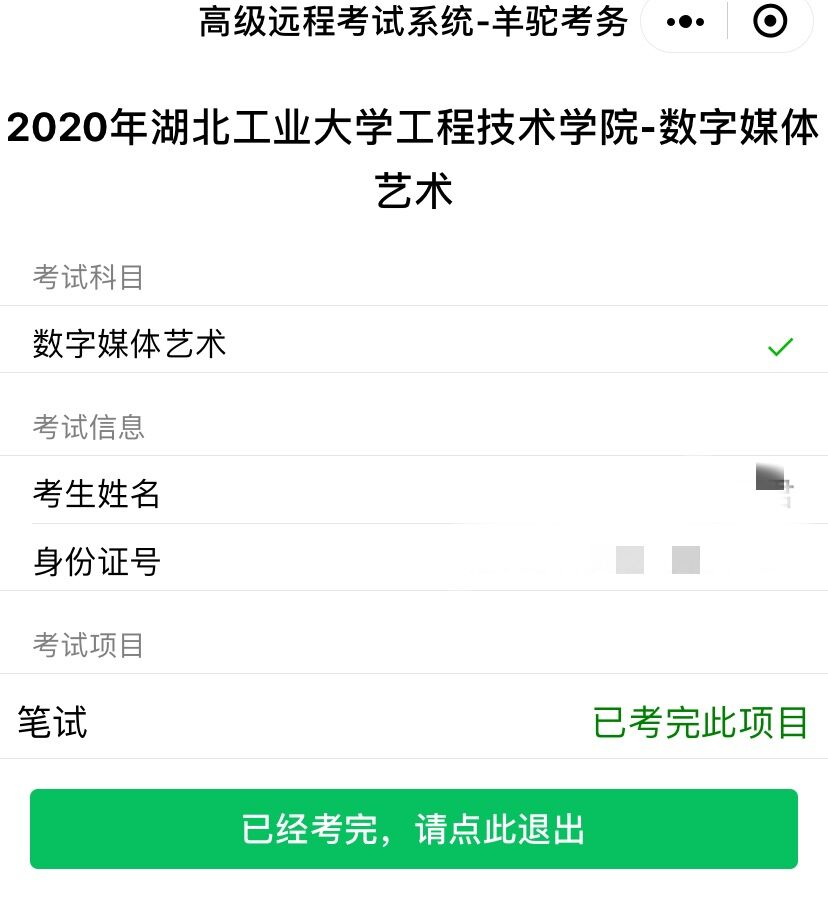 高级远程考试系统-羊驼考务
2020年湖北工业大学工程技术学院-数字媒体
艺术
考试科目
数字媒体艺术
考试信息
考生姓名
身份证号
考试项目
笔试 已考完此项目
已经考完，请点此退出